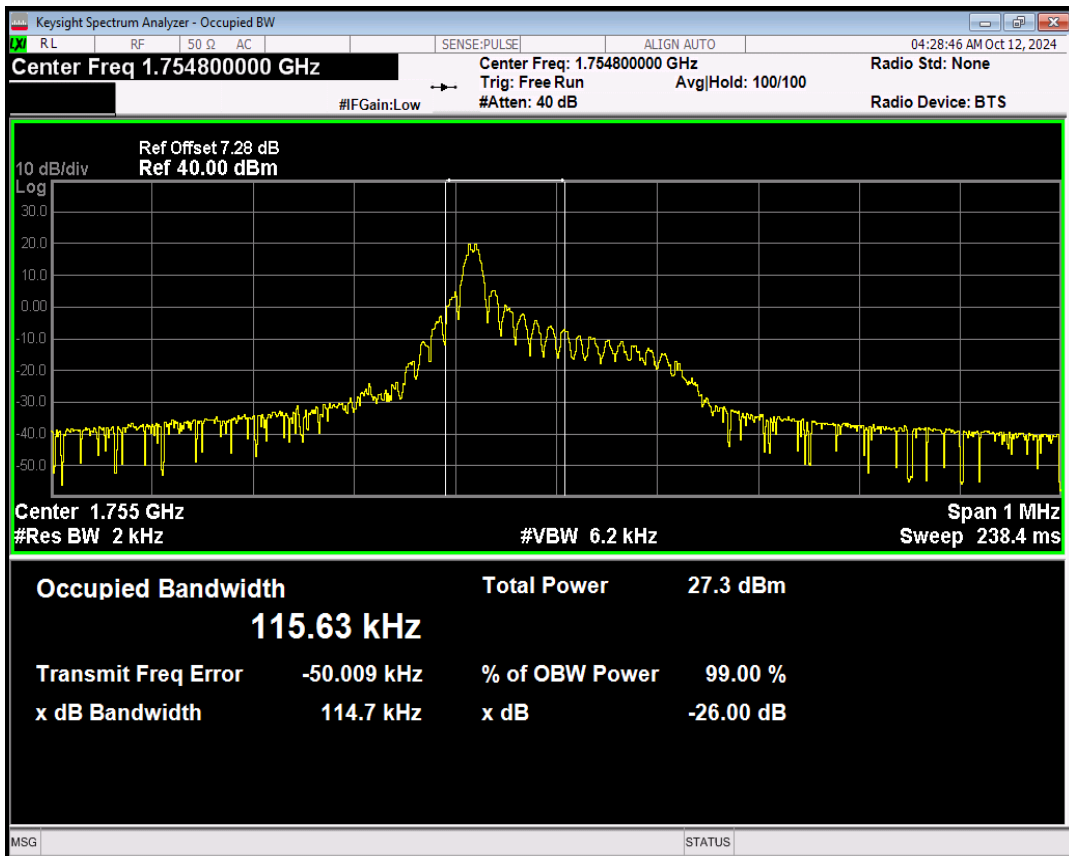 Keysight Spectrum Analyzer - Occupied BW
LXI RL RF 50 Ω AC SENSE:PULSE ALIGN AUTO 04:28:46 AM Oct 12, 2024
Center Freq 1.754800000 GHz Center Freq: 1.754800000 GHz Radio Std: None
Trig: Free Run Avg|Hold: 100/100
#IFGain:Low #Atten: 40 dB Radio Device: BTS
Ref Offset 7.28 dB
10 dB/div Ref 40.00 dBm
Log
30.0
20.0
10.0
0.00
-10.0
-20.0
-30.0
-40.0
-50.0
Center 1.755 GHz Span 1 MHz
#Res BW 2 kHz #VBW 6.2 kHz Sweep 238.4 ms
Occupied Bandwidth Total Power 27.3 dBm
115.63 kHz
Transmit Freq Error -50.009 kHz % of OBW Power 99.00 %
x dB Bandwidth 114.7 kHz x dB -26.00 dB
MSG STATUS